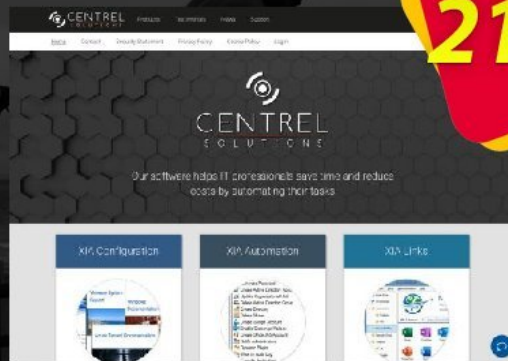 CENTREL
SOLUTIONS
Products
Testimonials
News
Support
21
Home
Contact
Security Statement
Privacy Policy
Cookie Policy
Login
CENTREL
SOLUTIONS
Our software helps IT professionals save time and reduce
costs by automating their tasks
XIA Configuration
XIA Automation
XIA Links